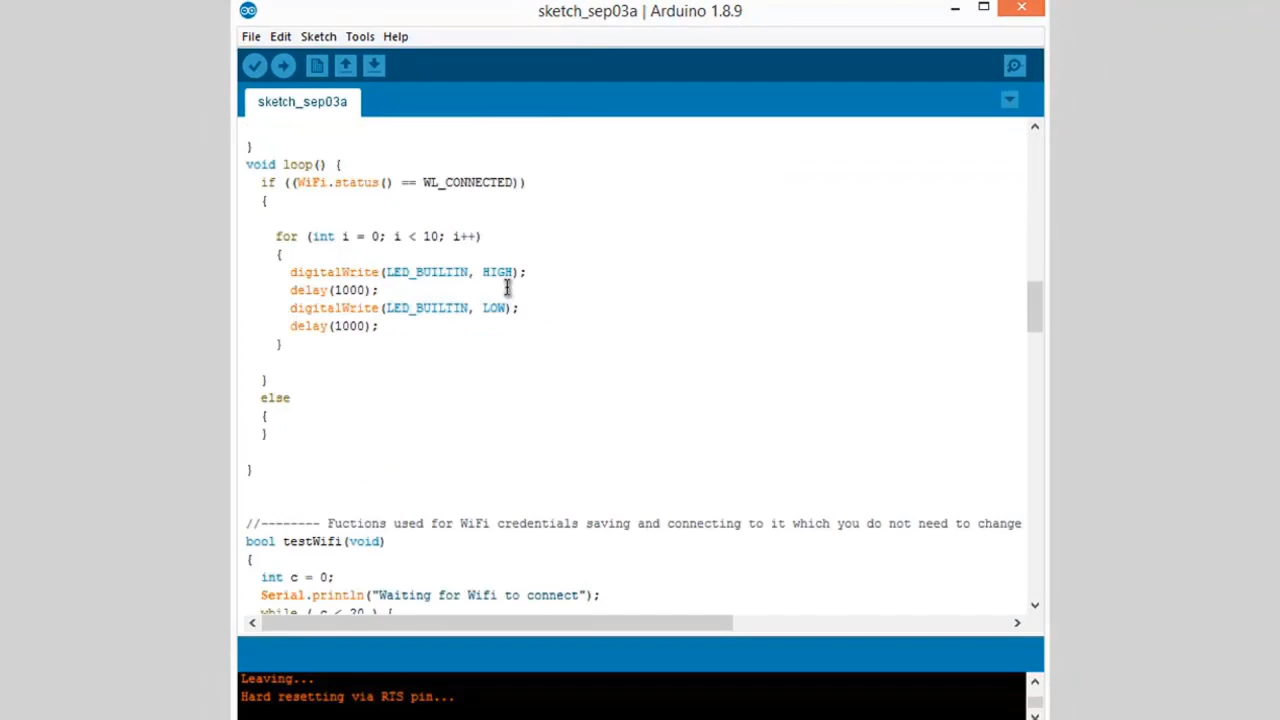 sketch_sep03a | Arduino 1.8.9
File Edit Sketch Tools Help
sketch_sep03a
}
void loop() {
if ((WiFi.status() == WL_CONNECTED))
{
for (int i = 0; i < 10; i++)
{
digitalWrite(LED_BUILTIN, HIGH);
delay(1000);
digitalWrite(LED_BUILTIN, LOW);
delay(1000);
}
}
else
{
}
}
//-------- Fuctions used for WiFi credentials saving and connecting to it which you do not need to change
bool testWifi(void)
{
int c = 0;
Serial.println("Waiting for Wifi to connect");
while ( c < 20 ) {
Leaving...
Hard resetting via RTS pin...